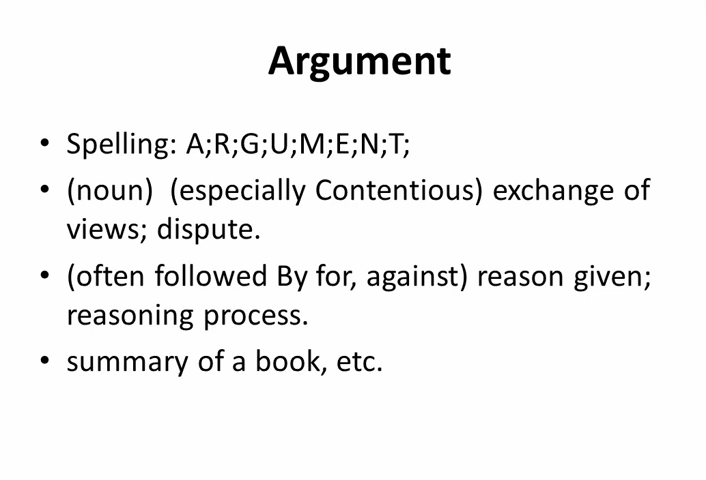 Argument
• Spelling: A;R;G;U;M;E;N;T;
• (noun)  (especially Contentious) exchange of
views; dispute.
• (often followed By for, against) reason given;
reasoning process.
• summary of a book, etc.